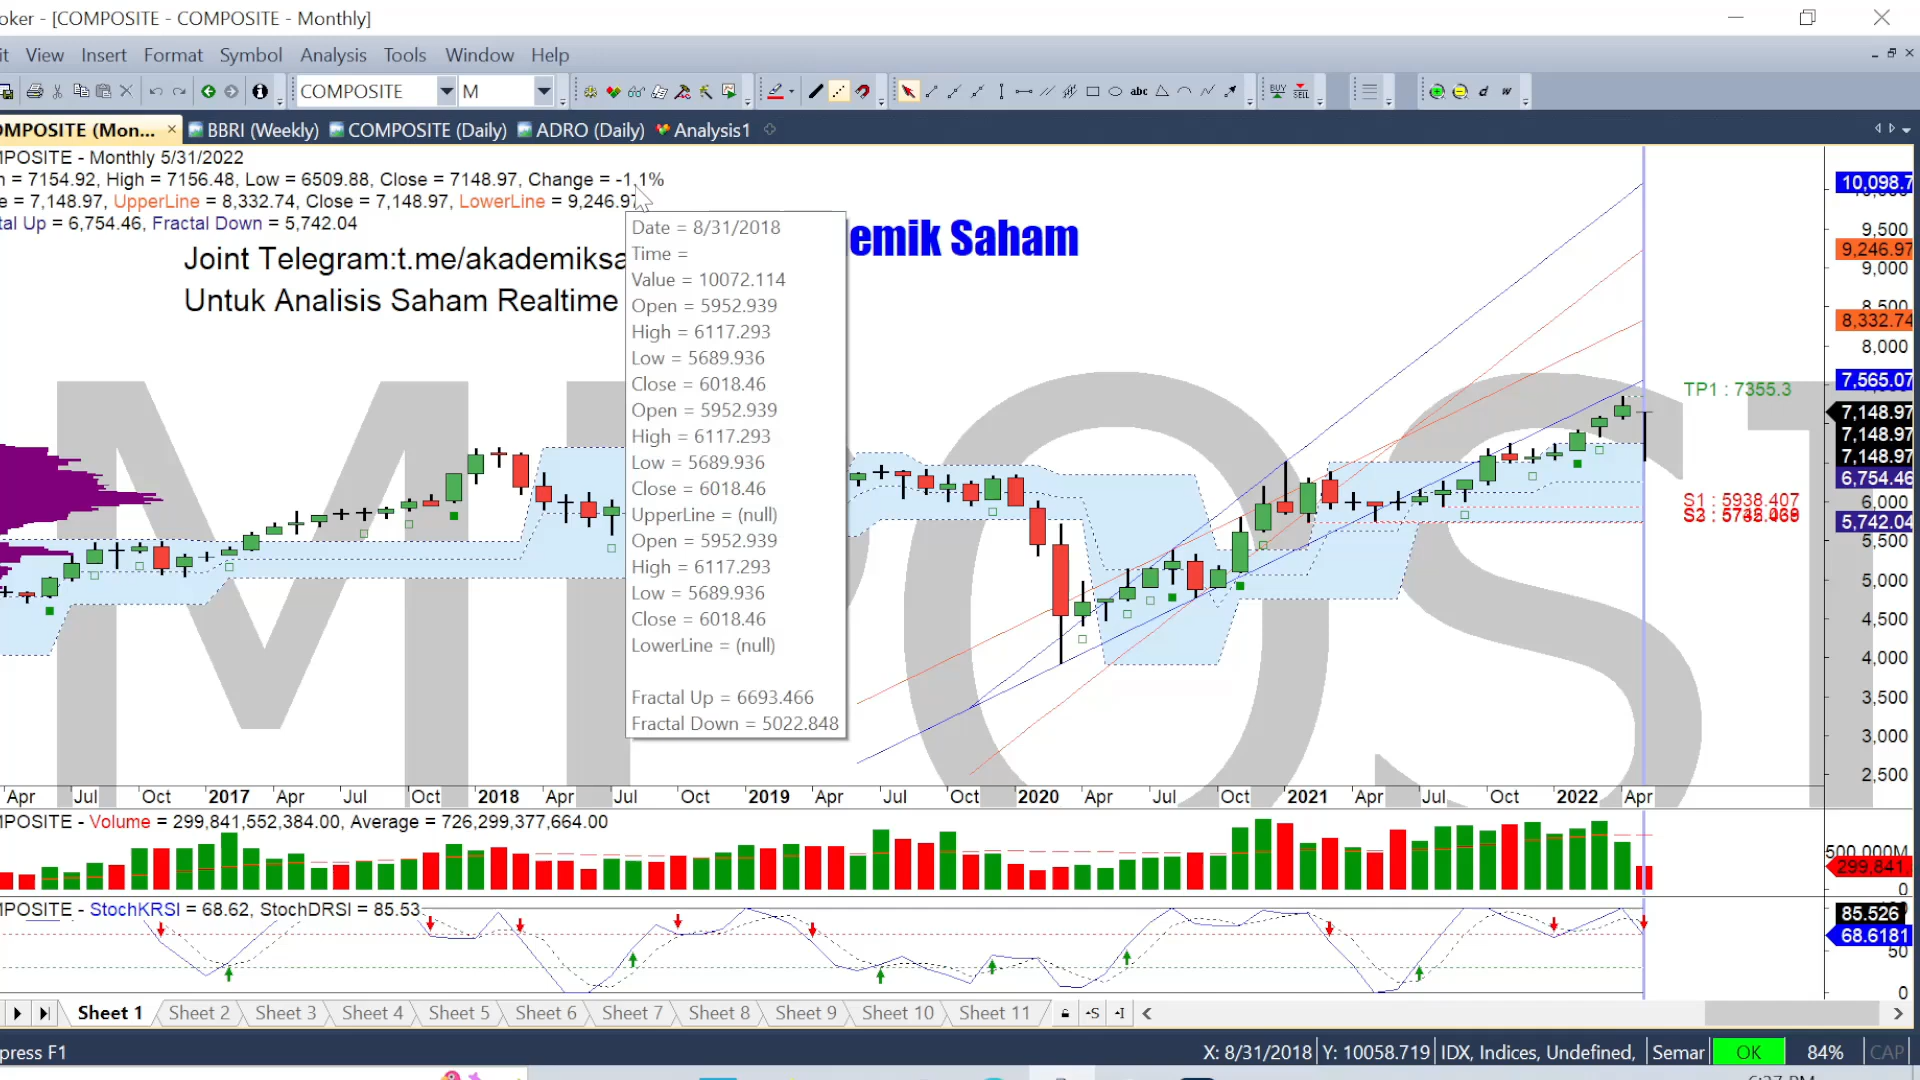 oker - [COMPOSITE - COMPOSITE - Monthly]
it View Insert Format Symbol Analysis Tools Window Help
COMPOSITE M abc BUY SELL d w
OMPOSITE (Mon... × BBRI (Weekly) COMPOSITE (Daily) ADRO (Daily) Analysis1
MPOSITE - Monthly 5/31/2022
n = 7154.92, High = 7156.48, Low = 6509.88, Close = 7148.97, Change = -1.1%
e = 7,148.97, UpperLine = 8,332.74, Close = 7,148.97, LowerLine = 9,246.97
tal Up = 6,754.46, Fractal Down = 5,742.04
Joint Telegram:t.me/akademiksa
Untuk Analisis Saham Realtime
emik Saham
Date = 8/31/2018
Time =
Value = 10072.114
Open = 5952.939
High = 6117.293
Low = 5689.936
Close = 6018.46
Open = 5952.939
High = 6117.293
Low = 5689.936
Close = 6018.46
UpperLine = (null)
Open = 5952.939
High = 6117.293
Low = 5689.936
Close = 6018.46
LowerLine = (null)
Fractal Up = 6693.466
Fractal Down = 5022.848
TP1 : 7355.3
S1 : 5938.407
10,098.7
9,500
9,246.97
9,000
8,500
8,332.74
8,000
7,565.07
7,148.97
7,148.97
7,148.97
6,754.46
6,000
5,742.04
5,500
5,000
4,500
4,000
3,500
3,000
2,500
Apr Jul Oct 2017 Apr Jul Oct 2018 Apr Jul Oct 2019 Apr Jul Oct 2020 Apr Jul Oct 2021 Apr Jul Oct 2022 Apr
MPOSITE - Volume = 299,841,552,384.00, Average = 726,299,377,664.00
500,000M
299,841
0
MPOSITE - StochKRSI = 68.62, StochDRSI = 85.53
85.526
68.6181
50
0
Sheet 1 Sheet 2 Sheet 3 Sheet 4 Sheet 5 Sheet 6 Sheet 7 Sheet 8 Sheet 9 Sheet 10 Sheet 11
press F1 X: 8/31/2018 Y: 10058.719 IDX, Indices, Undefined, Semar OK 84% CAP